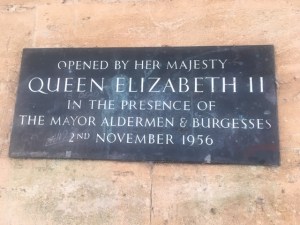 OPENED BY HER MAJESTY
QUEEN ELIZABETH II
IN THE PRESENCE OF
THE MAYOR ALDERMEN & BURGESSES
2ND NOVEMBER 1956